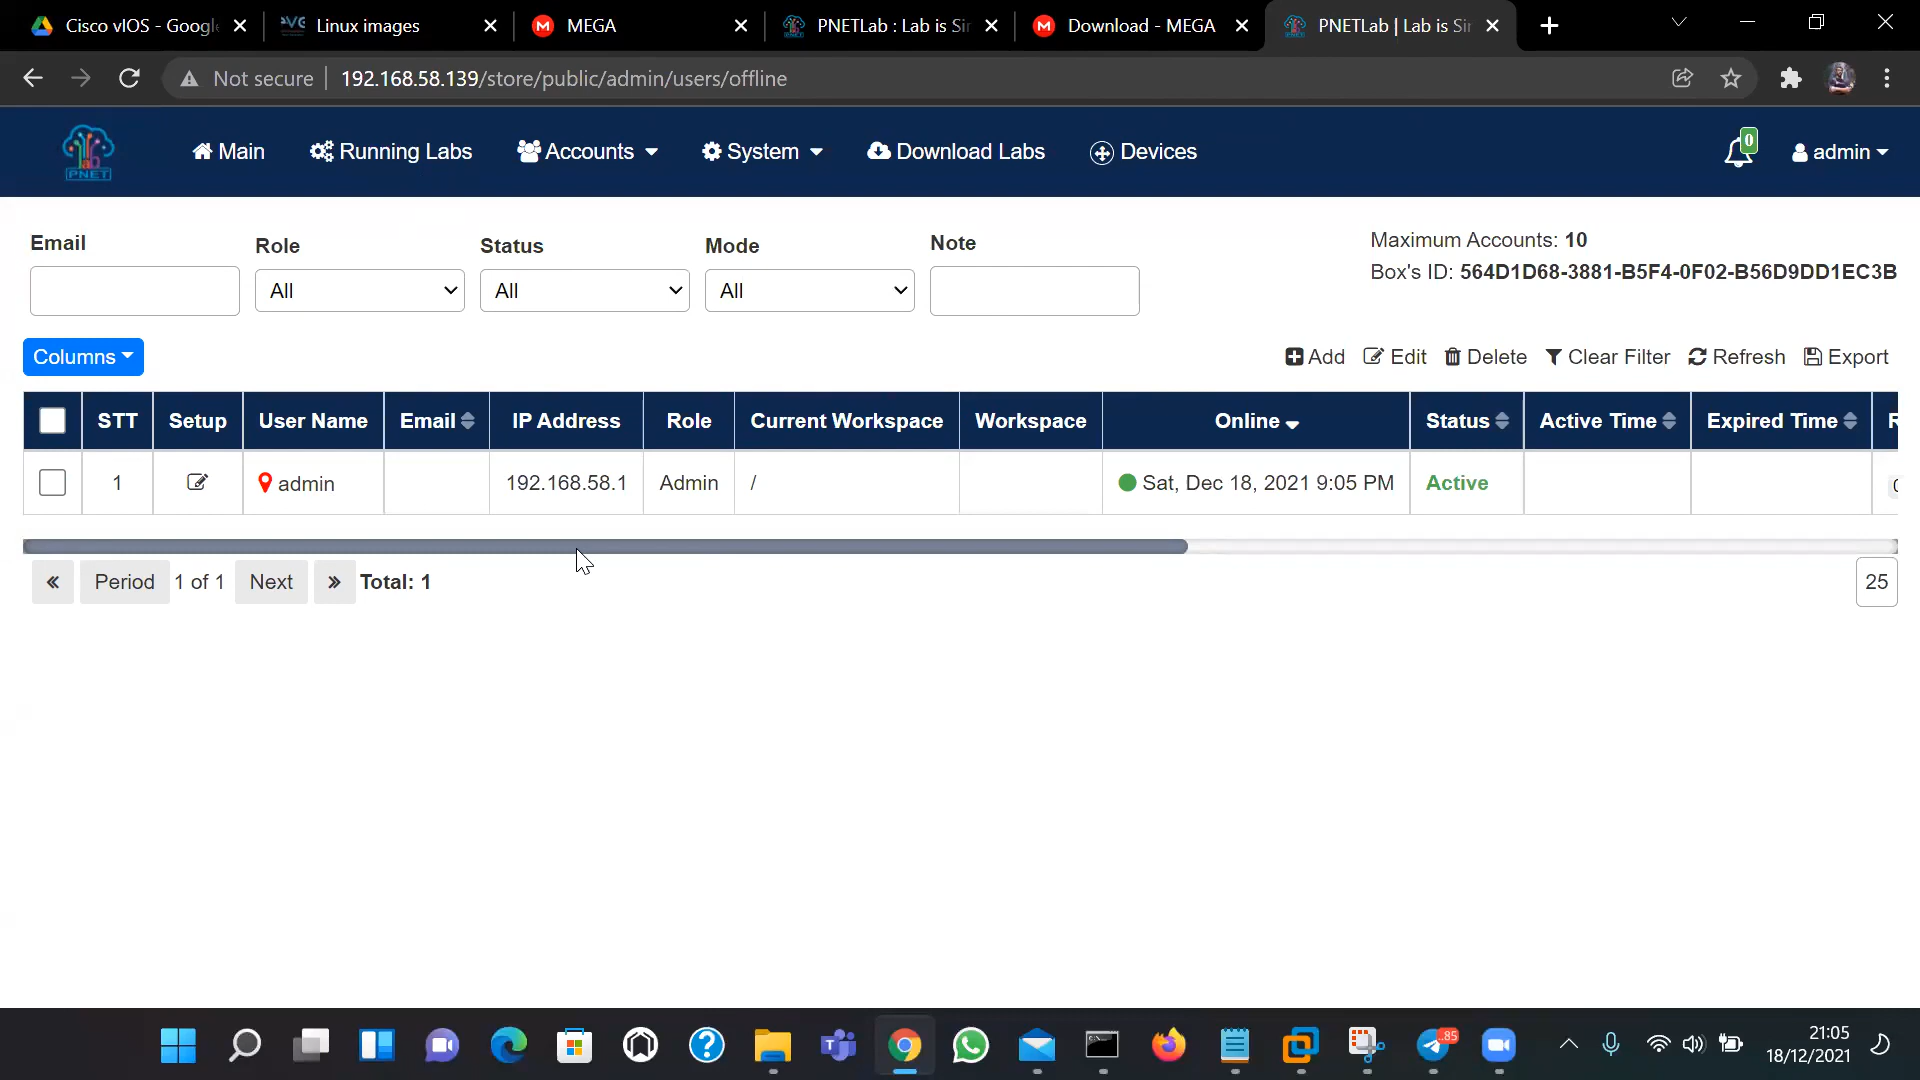 Cisco vIOS - Googl
Linux images
MEGA
PNETLab : Lab is Sir
Download - MEGA
PNETLab | Lab is Sir
Not secure
192.168.58.139/store/public/admin/users/offline
PNET
Main
Running Labs
Accounts
System
Download Labs
Devices
0
admin
Email
Role
Status
Mode
Note
All
All
All
Maximum Accounts: 10
Box's ID: 564D1D68-3881-B5F4-0F02-B56D9DD1EC3B
Columns
Add
Edit
Delete
Clear Filter
Refresh
Export
STT
Setup
User Name
Email
IP Address
Role
Current Workspace
Workspace
Online
Status
Active Time
Expired Time
1
admin
192.168.58.1
Admin
/
Sat, Dec 18, 2021 9:05 PM
Active
«
Period
1 of 1
Next
»
Total: 1
25
85
21:05
18/12/2021